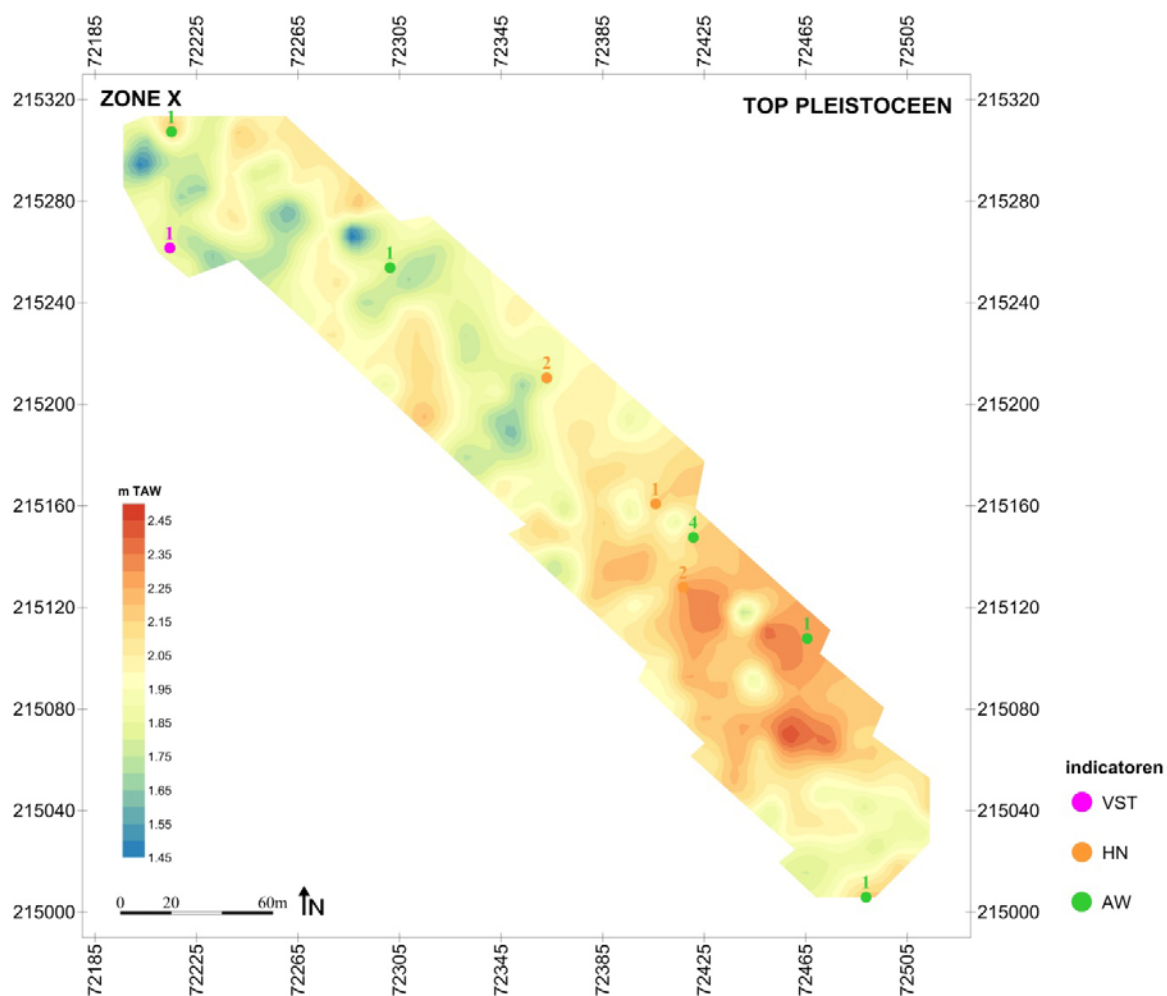 72185 72225 72265 72305 72345 72385 72425 72465 72505
215320 ZONE X TOP PLEISTOCEEN 215320
1
215280 215280
1
1
215240 215240
2
215200 215200
m TAW
2.45
2.35
2.25
2.15
2.05
1.95
1.85
1.75
1.65
1.55
1.45
215160 1 215160
4
2
215120 215120
1
215080 215080
215040 215040
1
215000 215000
0 20 60m N
indicatoren
VST
HN
AW
72185 72225 72265 72305 72345 72385 72425 72465 72505